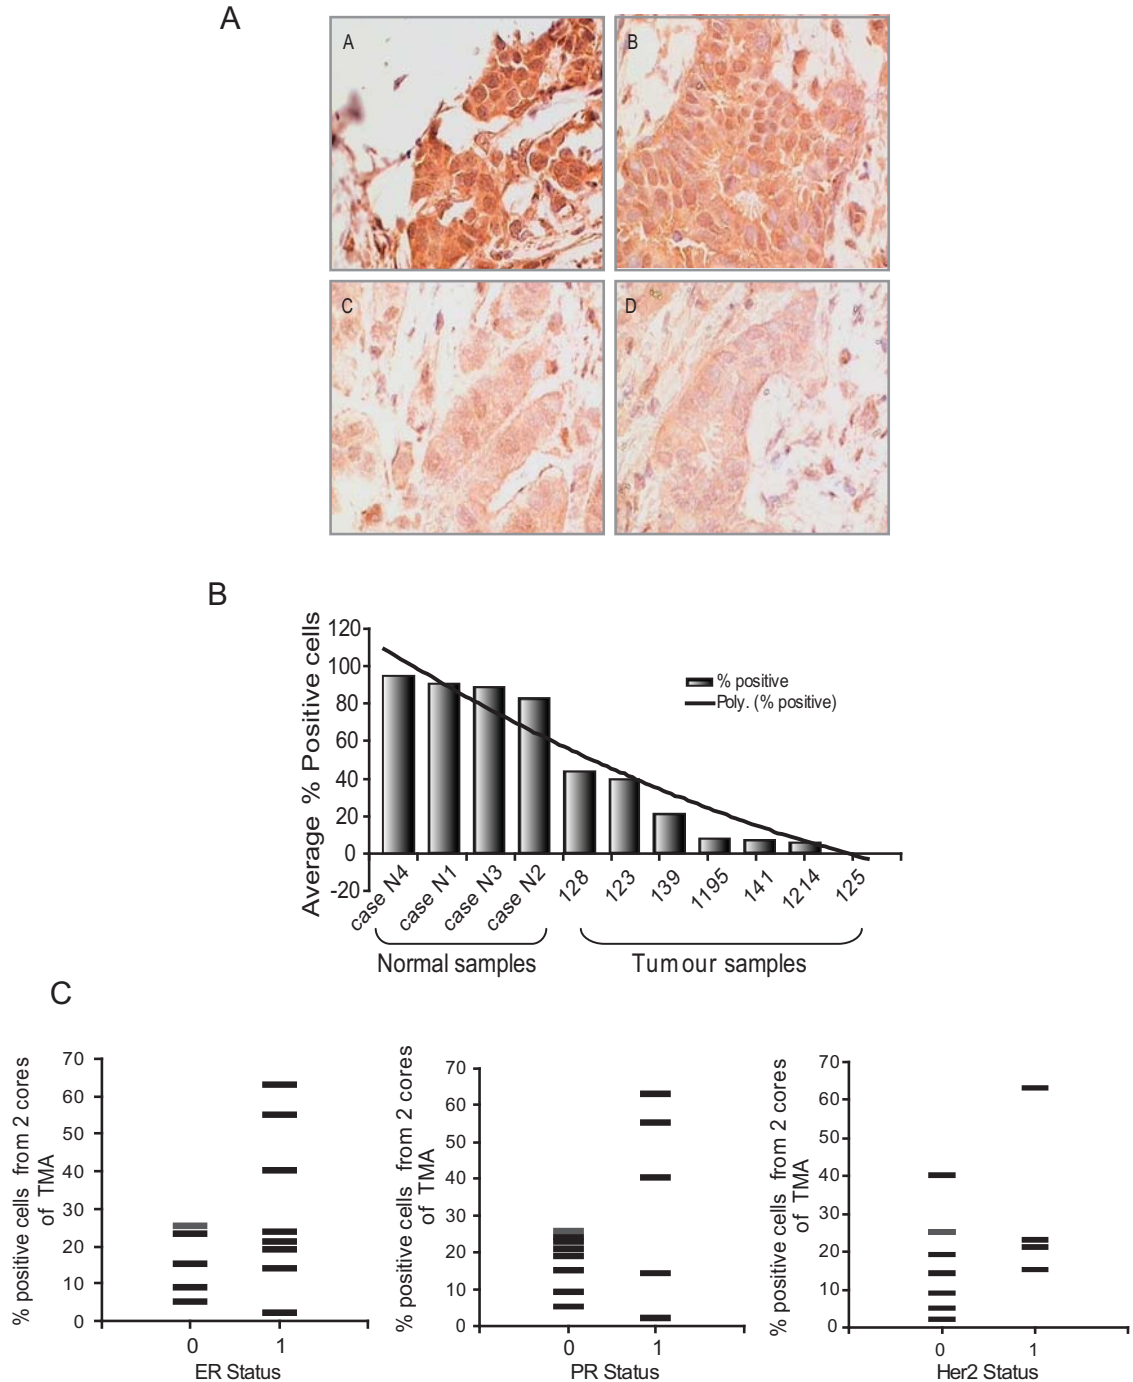 A
A
B
C
D
B
Average % Positive cells
120
100
80
60
40
20
0
-20
% positive
Poly. (% positive)
case N4
case N1
case N3
case N2
128
123
139
1195
141
1214
125
Normal samples
Tumour samples
C
% positive cells from 2 cores
of TMA
70
60
50
40
30
20
10
0
0
1
ER Status
% positive cells from 2 cores
of TMA
70
60
50
40
30
20
10
0
0
1
PR Status
% positive cells from 2 cores
of TMA
70
60
50
40
30
20
10
0
0
1
Her2 Status